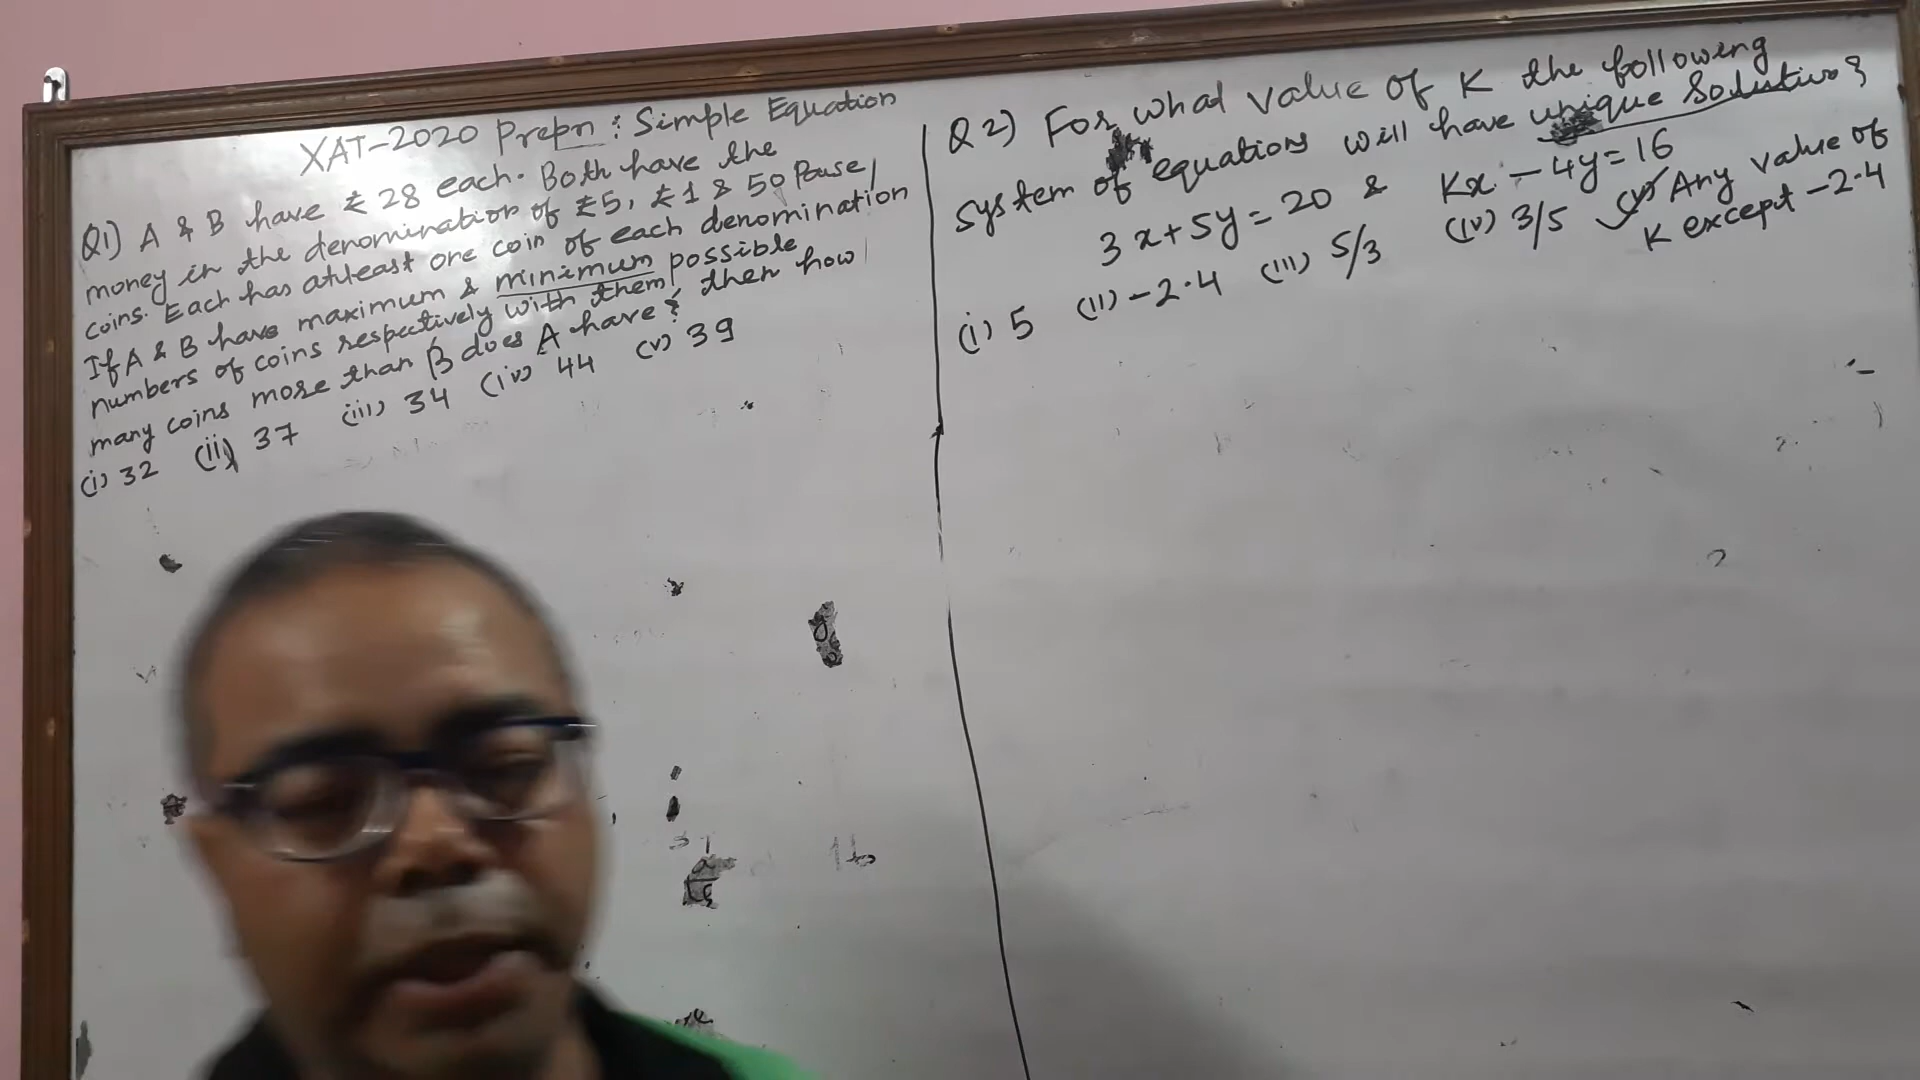 XAT-2020 Prepn : Simple Equation
Q1) A & B have ₹ 28 each. Both have the
money in the denomination of ₹5, ₹1 & 50 Pause
coins. Each has atleast one coin of each denomination
If A & B have maximum & minimum possible
numbers of coins respectively with them, then how
many coins more than B does A have?
(i) 32 (ii) 37 (iii) 34 (iv) 44 (v) 39
Q2) For what value of K the following
system of equations will have unique Solution?
3x+5y=20 & Kx-4y=16
(i) 5 (ii) -2.4 (iii) 5/3 (iv) 3/5 (v) Any value of
K except -2.4
16